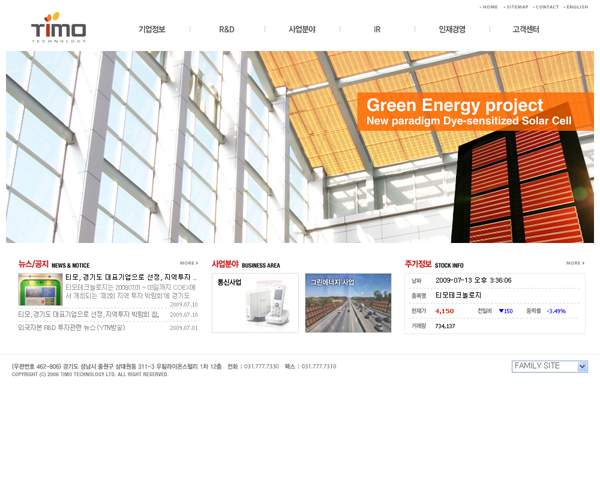 HOME SITEMAP CONTACT ENGLISH
TIMO
TECHNOLOGY
기업정보 R&D 사업분야 IR 인재경영 고객센터
Green Energy project
New paradigm Dye-sensitized Solar Cell
뉴스/공지 NEWS & NOTICE MORE
티모, 경기도 대표기업으로 선정, 지역투자 ..
티모테크놀로지는 2009/07/01 ~ 03일까지 COEX에
서 개최되는 '제2회 지역 투자 박람회'에 경기도
2009.07.10
티모, 경기도 대표기업으로 선정, 지역투자 박람회 참..
2009.07.10
외국자본 R&D 투자관련 뉴스 (YTN방송) 2009.07.01
사업분야 BUSINESS AREA
통신사업
그린에너지 사업
주가정보 STOCK INFO MORE
날짜 2009-07-13 오후 3:36:06
종목명 티모테크놀로지
현재가 4,150 전일비 ▼150 등락률 -3.49%
거래량 734,137
(우편번호 462-806) 경기도 성남시 중원구 상대원동 311-3 우림라이온스밸리 1차 12층 전화 : 031.777.7330 팩스 : 031.777.7310
COPYRIGHT (C) 2008 TIMO TECHNOLOGY LTD. ALL RIGHT RESERVED.
FAMILY SITE